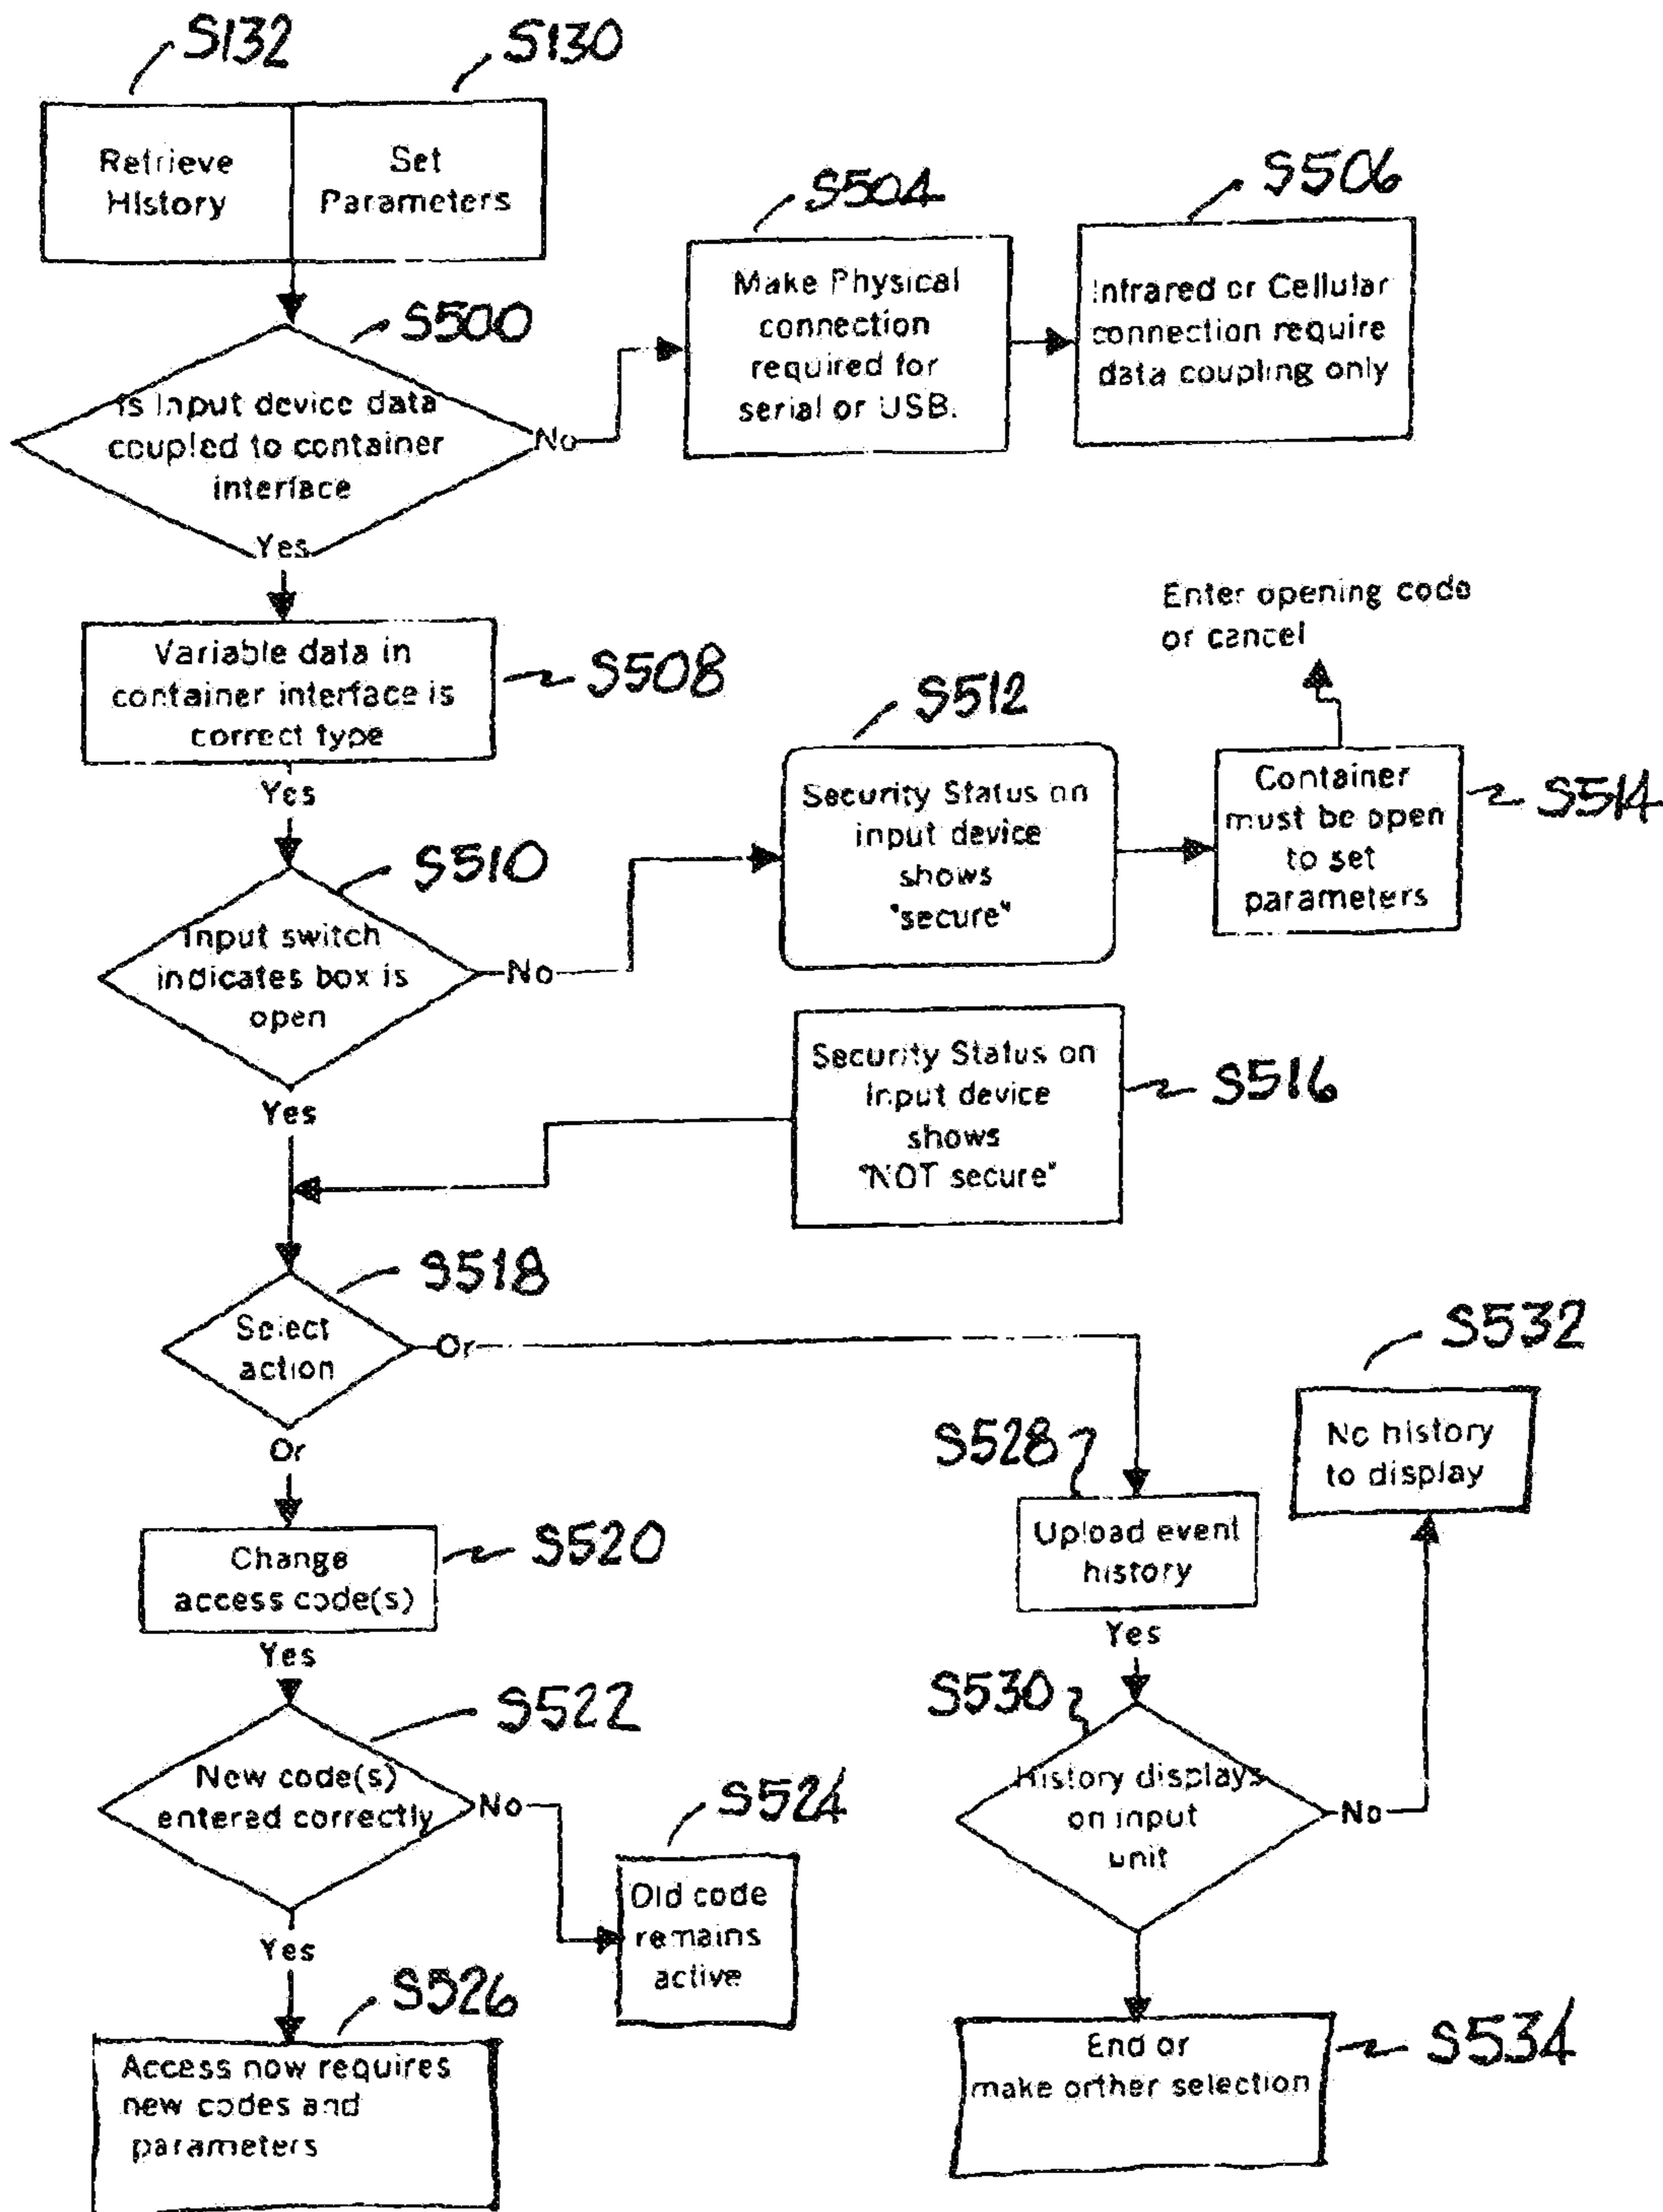 S132
S130
Retrieve
History
Set
Parameters
S504
S506
Make Physical
connection
required for
serial or USB.
Infrared or Cellular
connection require
data coupling only
S500
Is Input device data
coupled to container
interface
No
Yes
Variable data in
container interface is
correct type
S508
Enter opening code
or cancel
Yes
S512
Security Status on
input device
shows
"secure"
Container
must be open
to set
parameters
S514
S510
Input switch
indicates box is
open
No
Yes
Security Status on
Input device
shows
"NOT secure"
S516
S518
Select
action
Or
Or
S532
No history
to display
S528
Upload event
history
Change
access code(s)
S520
Yes
Yes
S522
New code(s)
entered correctly
No
S530
History displays
on input
unit
No
S524
Old code
remains
active
Yes
S526
Access now requires
new codes and
parameters
End or
make orther selection
S534